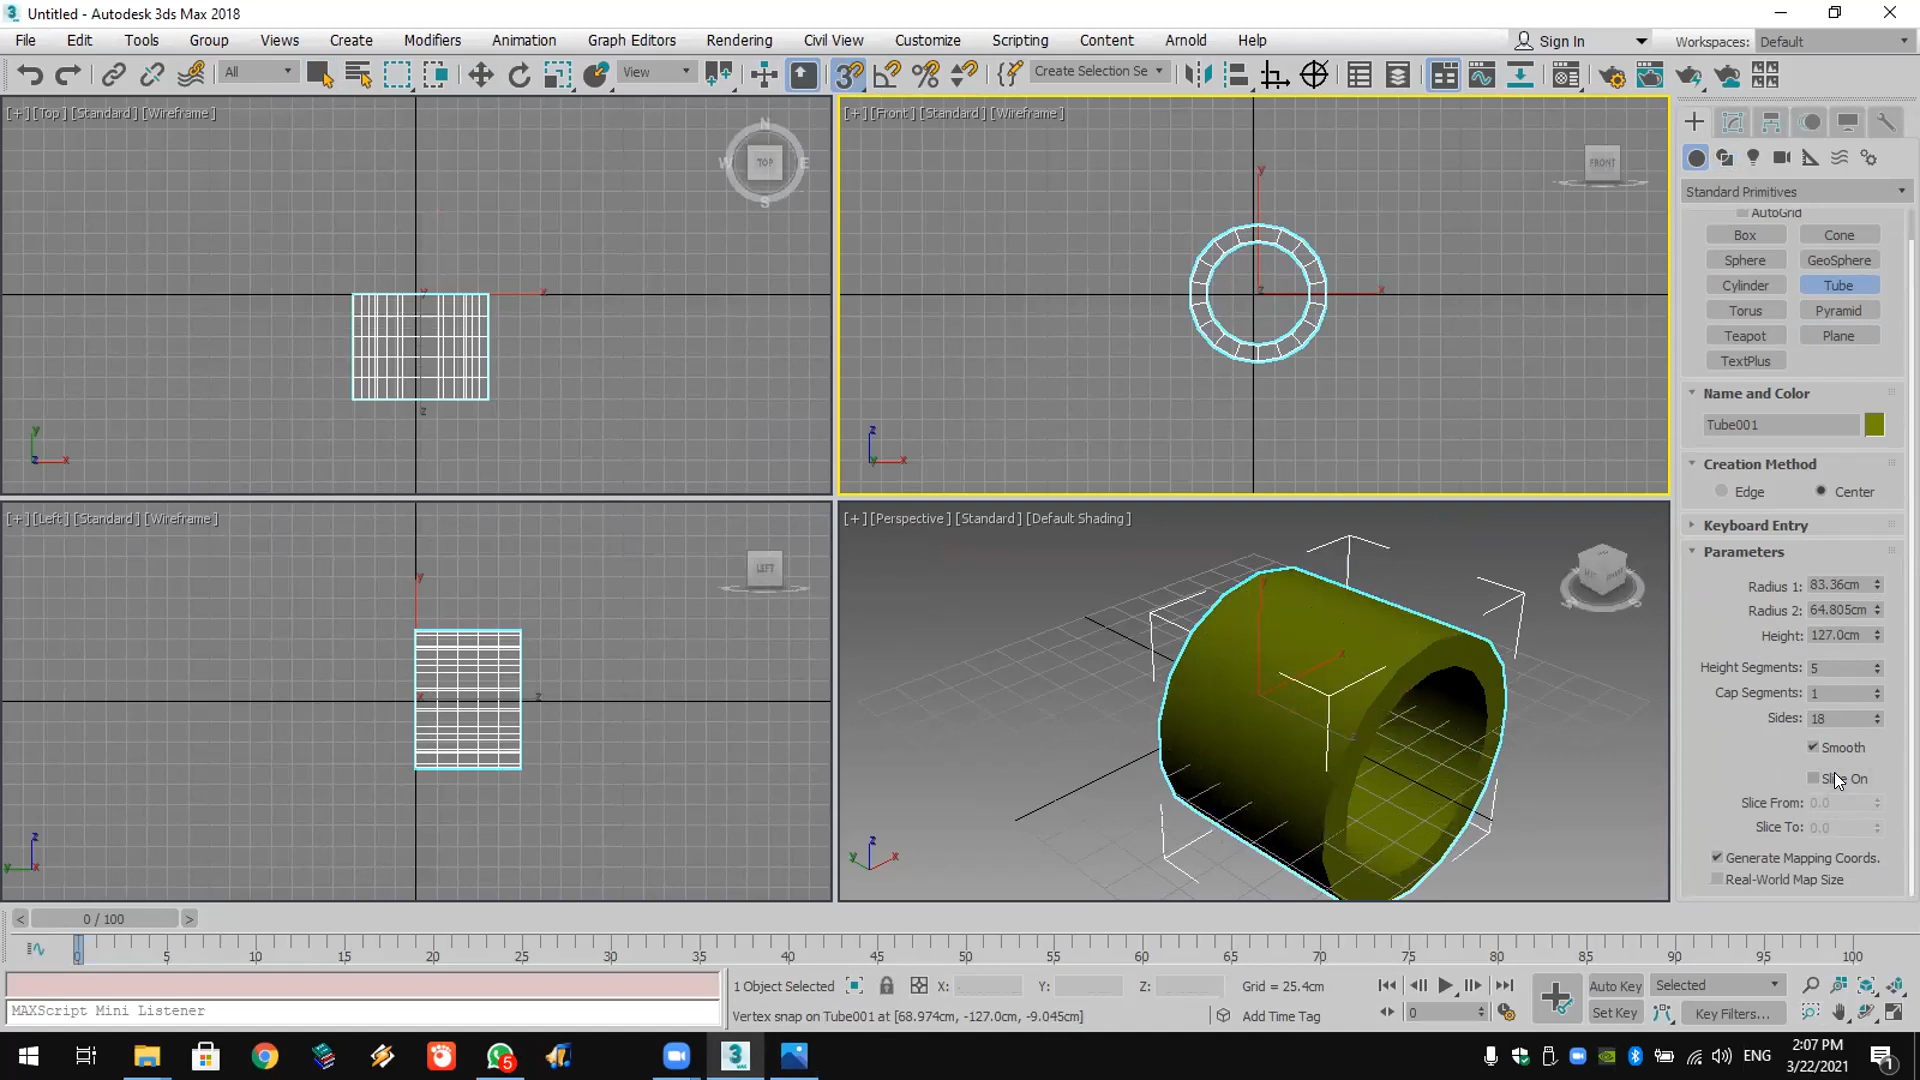 Untitled - Autodesk 3ds Max 2018
File Edit Tools Group Views Create Modifiers Animation Graph Editors Rendering Civil View Customize Scripting Content Arnold Help Sign In Workspaces: Default
All View Create Selection Se
[+] [Top] [Standard] [Wireframe]
N
W TOP E
S
y x
z
y
z x
[+] [Front] [Standard] [Wireframe]
FRONT
y
z x
z
y x
[+] [Left] [Standard] [Wireframe]
LEFT
y
x z
z
y x
[+] [Perspective] [Standard] [Default Shading]
z
y x
Standard Primitives
AutoGrid
Box Cone
Sphere GeoSphere
Cylinder Tube
Torus Pyramid
Teapot Plane
TextPlus
Name and Color
Tube001
Creation Method
Edge Center
Keyboard Entry
Parameters
Radius 1: 83.36cm
Radius 2: 64.805cm
Height: 127.0cm
Height Segments: 5
Cap Segments: 1
Sides: 18
Smooth
Slice On
Slice From: 0.0
Slice To: 0.0
Generate Mapping Coords.
Real-World Map Size
< 0 / 100 >
0 5 10 15 20 25 30 35 40 45 50 55 60 65 70 75 80 85 90 95 100
1 Object Selected X: Y: Z: Grid = 25.4cm Auto Key Selected
MAXScript Mini Listener
Vertex snap on Tube001 at [68.974cm, -127.0cm, -9.045cm] Add Time Tag 0 Set Key Key Filters...
5 3 ENG 2:07 PM
3/22/2021 1